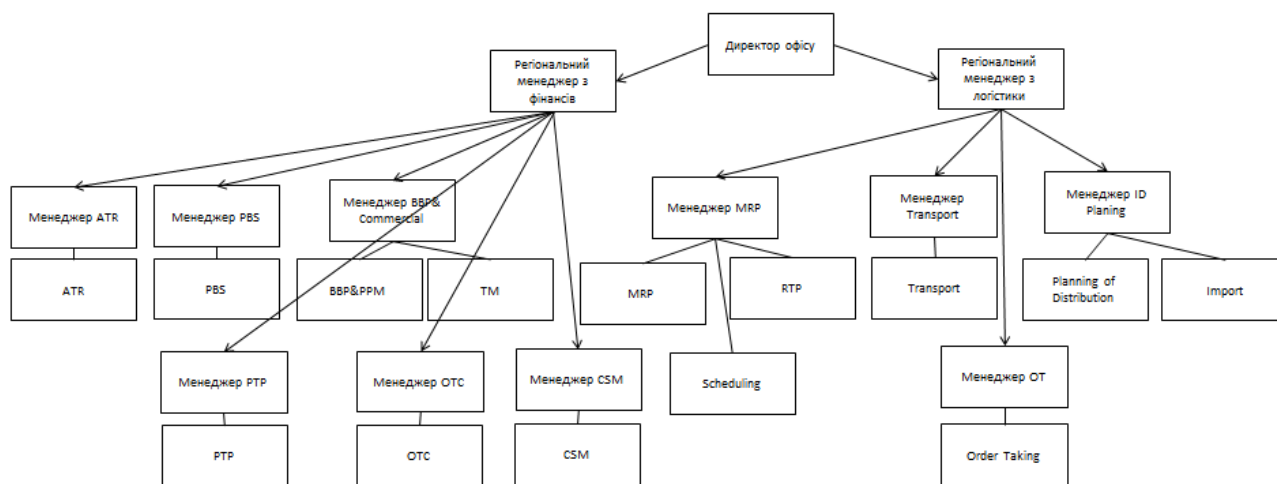 Директор офісу
Регіональний
менеджер з
фінансів
Регіональний
менеджер з
логістики
Менеджер ATR
Менеджер PBS
Менеджер BBP&
Commercial
Менеджер MRP
Менеджер
Transport
Менеджер ID
Planing
ATR
PBS
BBP&PPM
TM
MRP
RTP
Transport
Planning of
Distribution
Import
Менеджер PTP
Менеджер OTC
Менеджер CSM
Scheduling
Менеджер OT
PTP
OTC
CSM
Order Taking